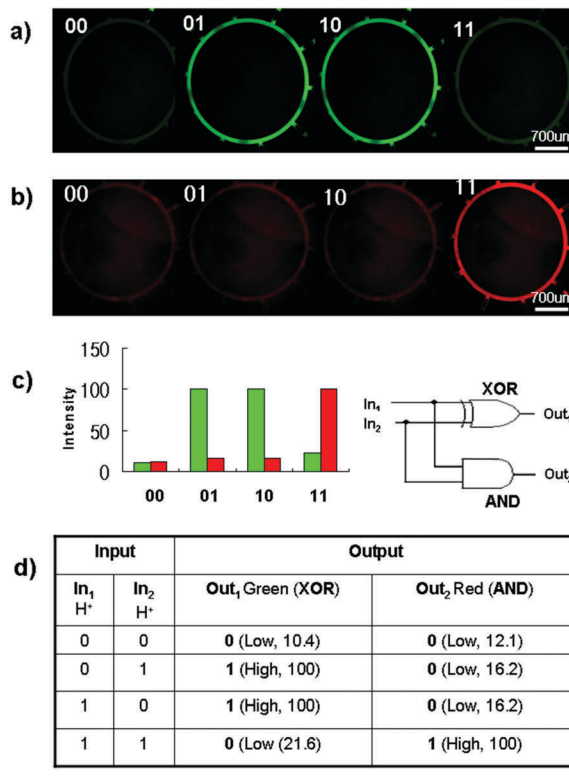 a)
00
01
10
11
700um
b)
00
01
10
11
700um
c)
150
100
50
0
Intensity
00
01
10
11
In1
In2
XOR
Out
AND
Out
d)
Input
Output
In1
H+
In2
H+
Out1 Green (XOR)
Out2 Red (AND)
0 0 0 (Low, 10.4) 0 (Low, 12.1)
0 1 1 (High, 100) 0 (Low, 16.2)
1 0 1 (High, 100) 0 (Low, 16.2)
1 1 0 (Low (21.6) 1 (High, 100)